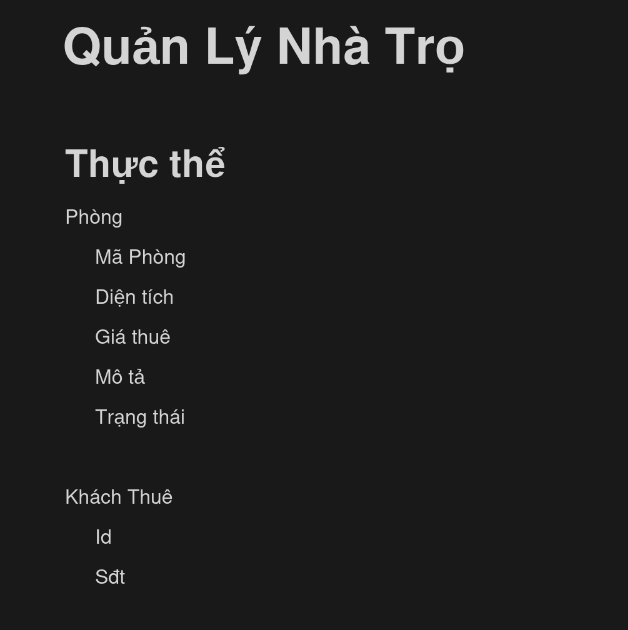 Quản Lý Nhà Trọ
Thực thể
Phòng
Mã Phòng
Diện tích
Giá thuê
Mô tả
Trạng thái
Khách Thuê
Id
Sđt